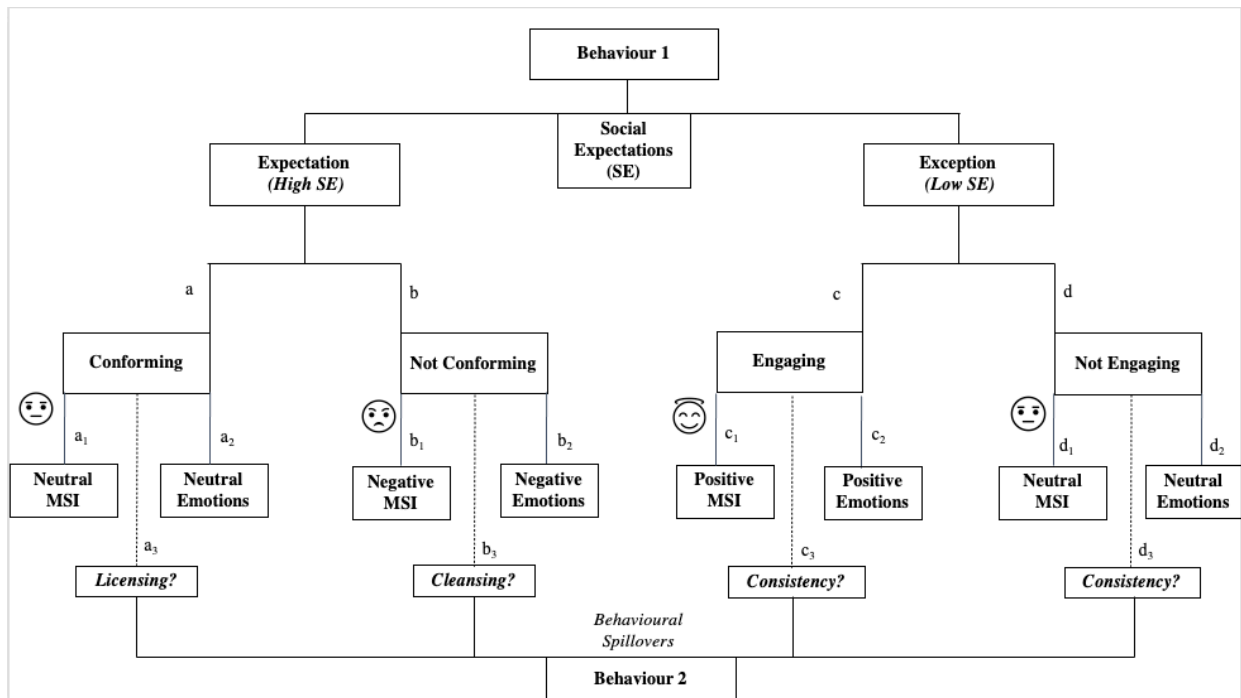 Behaviour 1
Social
Expectations
(SE)
Expectation
(High SE)
Exception
(Low SE)
a
b
c
d
Conforming
Not Conforming
Engaging
Not Engaging
a₁
a₂
b₁
b₂
c₁
c₂
d₁
d₂
Neutral
MSI
Neutral
Emotions
Negative
MSI
Negative
Emotions
Positive
MSI
Positive
Emotions
Neutral
MSI
Neutral
Emotions
a₃
b₃
c₃
d₃
Licensing?
Cleansing?
Consistency?
Consistency?
Behavioural
Spillovers
Behaviour 2